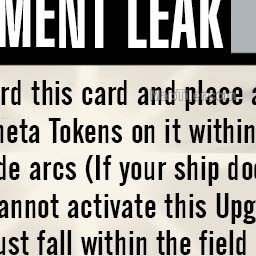 MENT LEAK
rd this card and place a
heta Tokens on it within
de arcs (If your ship doe
annot activate this Upg
ust fall within the field